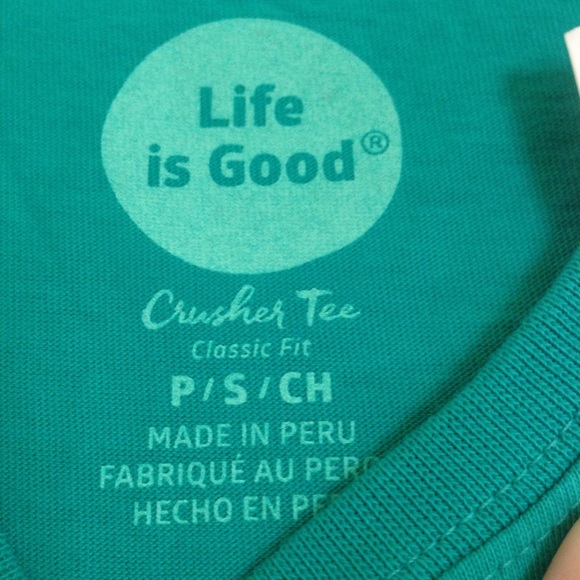 Life
is Good®
Crusher Tee
Classic Fit
P/S/CH
MADE IN PERU
FABRIQUÉ AU
HECHO EN